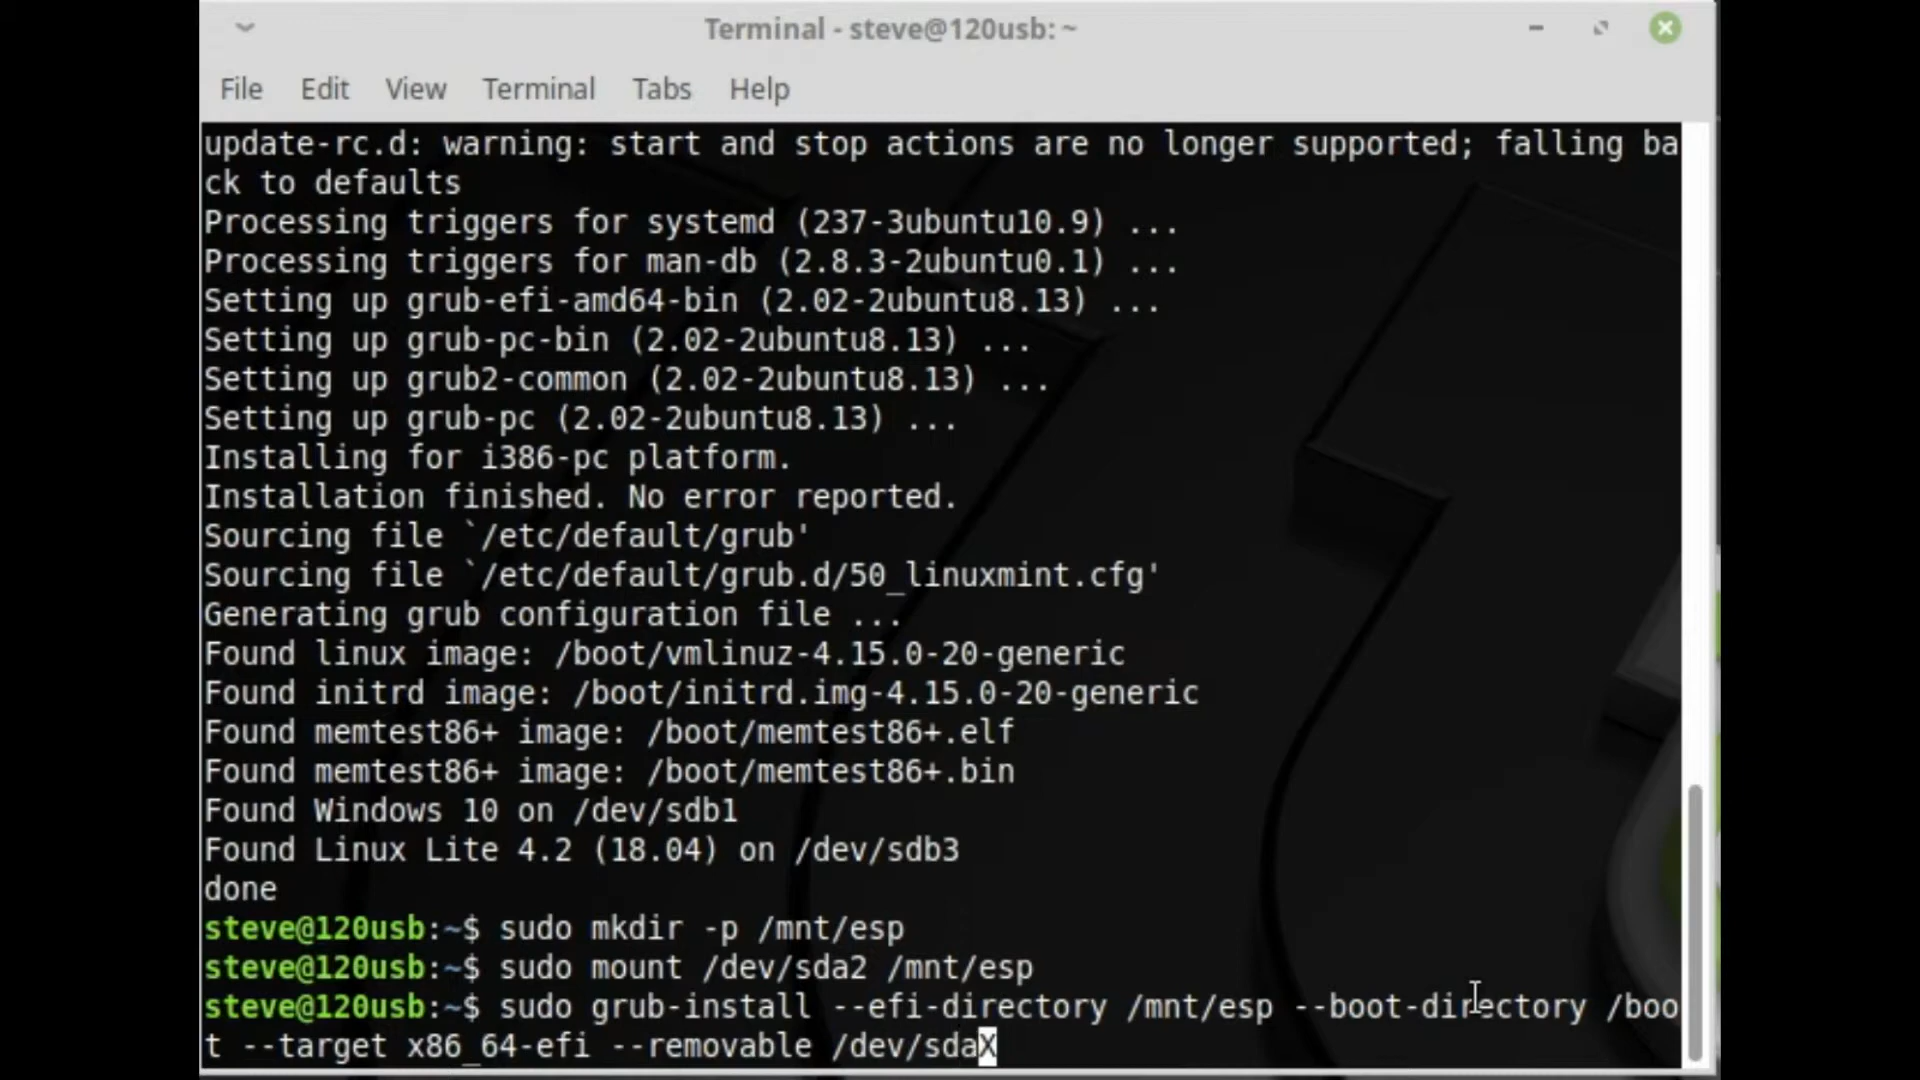 Terminal - steve@120usb: ~
File Edit View Terminal Tabs Help
update-rc.d: warning: start and stop actions are no longer supported; falling ba
ck to defaults
Processing triggers for systemd (237-3ubuntu10.9) ...
Processing triggers for man-db (2.8.3-2ubuntu0.1) ...
Setting up grub-efi-amd64-bin (2.02-2ubuntu8.13) ...
Setting up grub-pc-bin (2.02-2ubuntu8.13) ...
Setting up grub2-common (2.02-2ubuntu8.13) ...
Setting up grub-pc (2.02-2ubuntu8.13) ...
Installing for i386-pc platform.
Installation finished. No error reported.
Sourcing file `/etc/default/grub'
Sourcing file `/etc/default/grub.d/50_linuxmint.cfg'
Generating grub configuration file ...
Found linux image: /boot/vmlinuz-4.15.0-20-generic
Found initrd image: /boot/initrd.img-4.15.0-20-generic
Found memtest86+ image: /boot/memtest86+.elf
Found memtest86+ image: /boot/memtest86+.bin
Found Windows 10 on /dev/sdb1
Found Linux Lite 4.2 (18.04) on /dev/sdb3
done
steve@120usb:~$ sudo mkdir -p /mnt/esp
steve@120usb:~$ sudo mount /dev/sda2 /mnt/esp
steve@120usb:~$ sudo grub-install --efi-directory /mnt/esp --boot-directory /boo
t --target x86_64-efi --removable /dev/sdaX